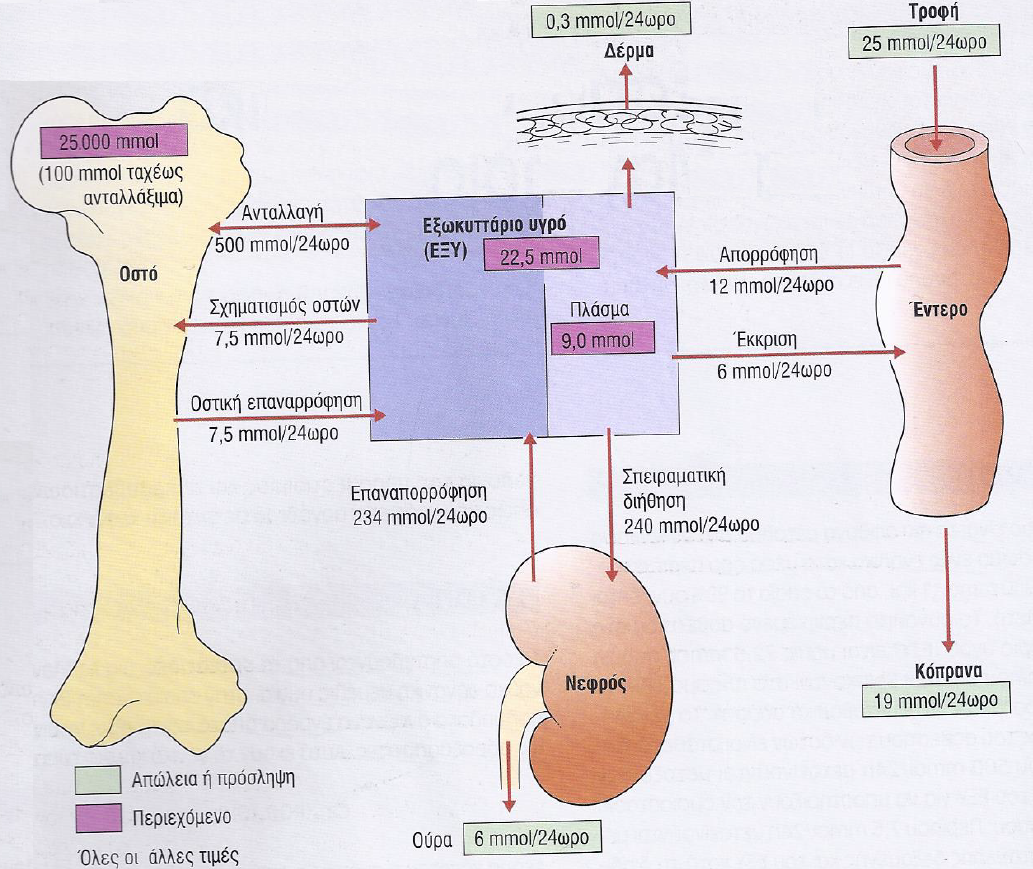 0,3 mmol/24ωρο
Δέρμα
Τροφή
25 mmol/24ωρο
25.000 mmol
(100 mmol ταχέως
ανταλλάξιμα)
Οστό
Ανταλλαγή
500 mmol/24ωρο
Σχηματισμός οστών
7,5 mmol/24ωρο
Οστική επαναρρόφηση
7,5 mmol/24ωρο
Εξωκυττάριο υγρό
(ΕΞΥ)
22,5 mmol
Πλάσμα
9,0 mmol
Απορρόφηση
12 mmol/24ωρο
Έκκριση
6 mmol/24ωρο
Έντερο
Επαναπορρόφηση
234 mmol/24ωρο
Σπειραματική
διήθηση
240 mmol/24ωρο
Νεφρός
Κόπρανα
19 mmol/24ωρο
Ούρα
6 mmol/24ωρο
Απώλεια ή πρόσληψη
Περιεχόμενο
Όλες οι άλλες τιμές